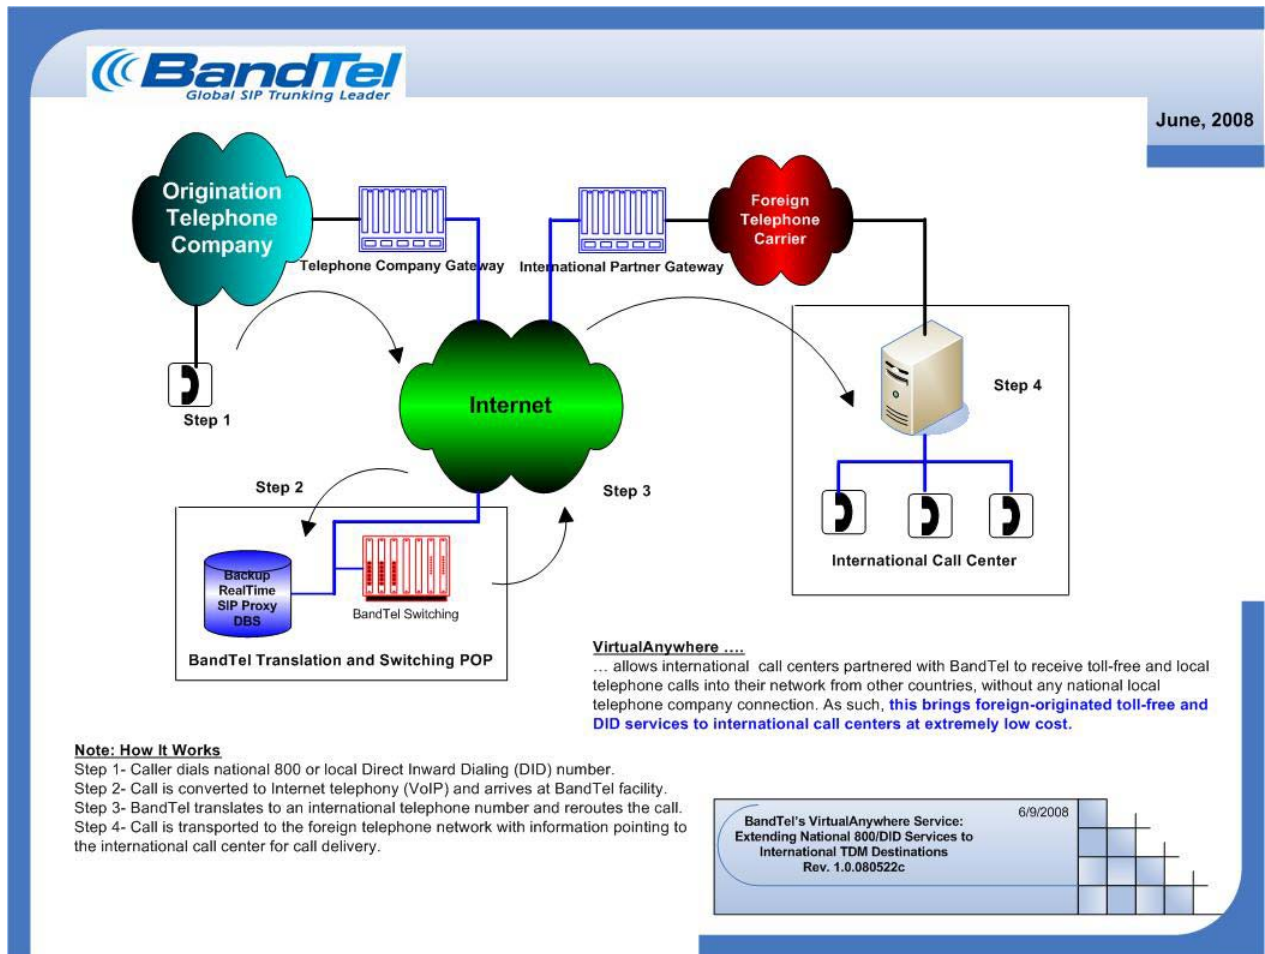 BandTel
Global SIP Trunking Leader
June, 2008
Origination
Telephone
Company
Foreign
Telephone
Carrier
Telephone Company Gateway
International Partner Gateway
Internet
Step 1
Step 4
Step 2
Step 3
International Call Center
Backup
RealTime
SIP Proxy
DBS
BandTel Switching
BandTel Translation and Switching POP
VirtualAnywhere ....
... allows international call centers partnered with BandTel to receive toll-free and local
telephone calls into their network from other countries, without any national local
telephone company connection. As such, this brings foreign-originated toll-free and
DID services to international call centers at extremely low cost.
Note: How It Works
Step 1- Caller dials national 800 or local Direct Inward Dialing (DID) number.
Step 2- Call is converted to Internet telephony (VoIP) and arrives at BandTel facility.
Step 3- BandTel translates to an international telephone number and reroutes the call.
Step 4- Call is transported to the foreign telephone network with information pointing to
the international call center for call delivery.
6/9/2008
BandTel's VirtualAnywhere Service:
Extending National 800/DID Services to
International TDM Destinations
Rev. 1.0.080522c